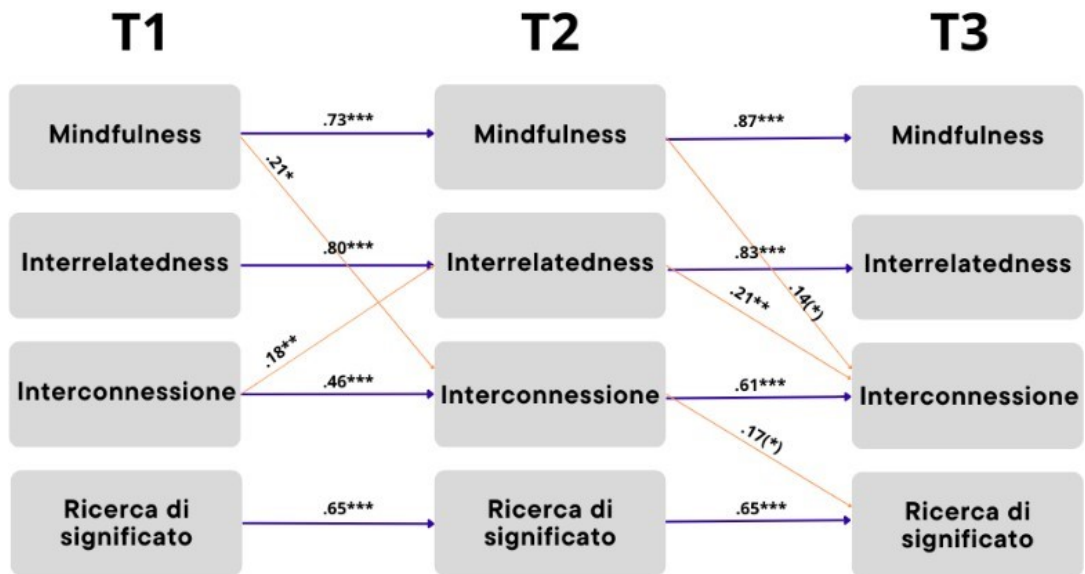 T1
T2
T3
Mindfulness
.73***
Mindfulness
.87***
Mindfulness
.21*
Interrelatedness
.80***
Interrelatedness
.83***
Interrelatedness
.18**
.21**
.14(*)
Interconnessione
.46***
Interconnessione
.61***
Interconnessione
.17(*)
Ricerca di
significato
.65***
Ricerca di
significato
.65***
Ricerca di
significato